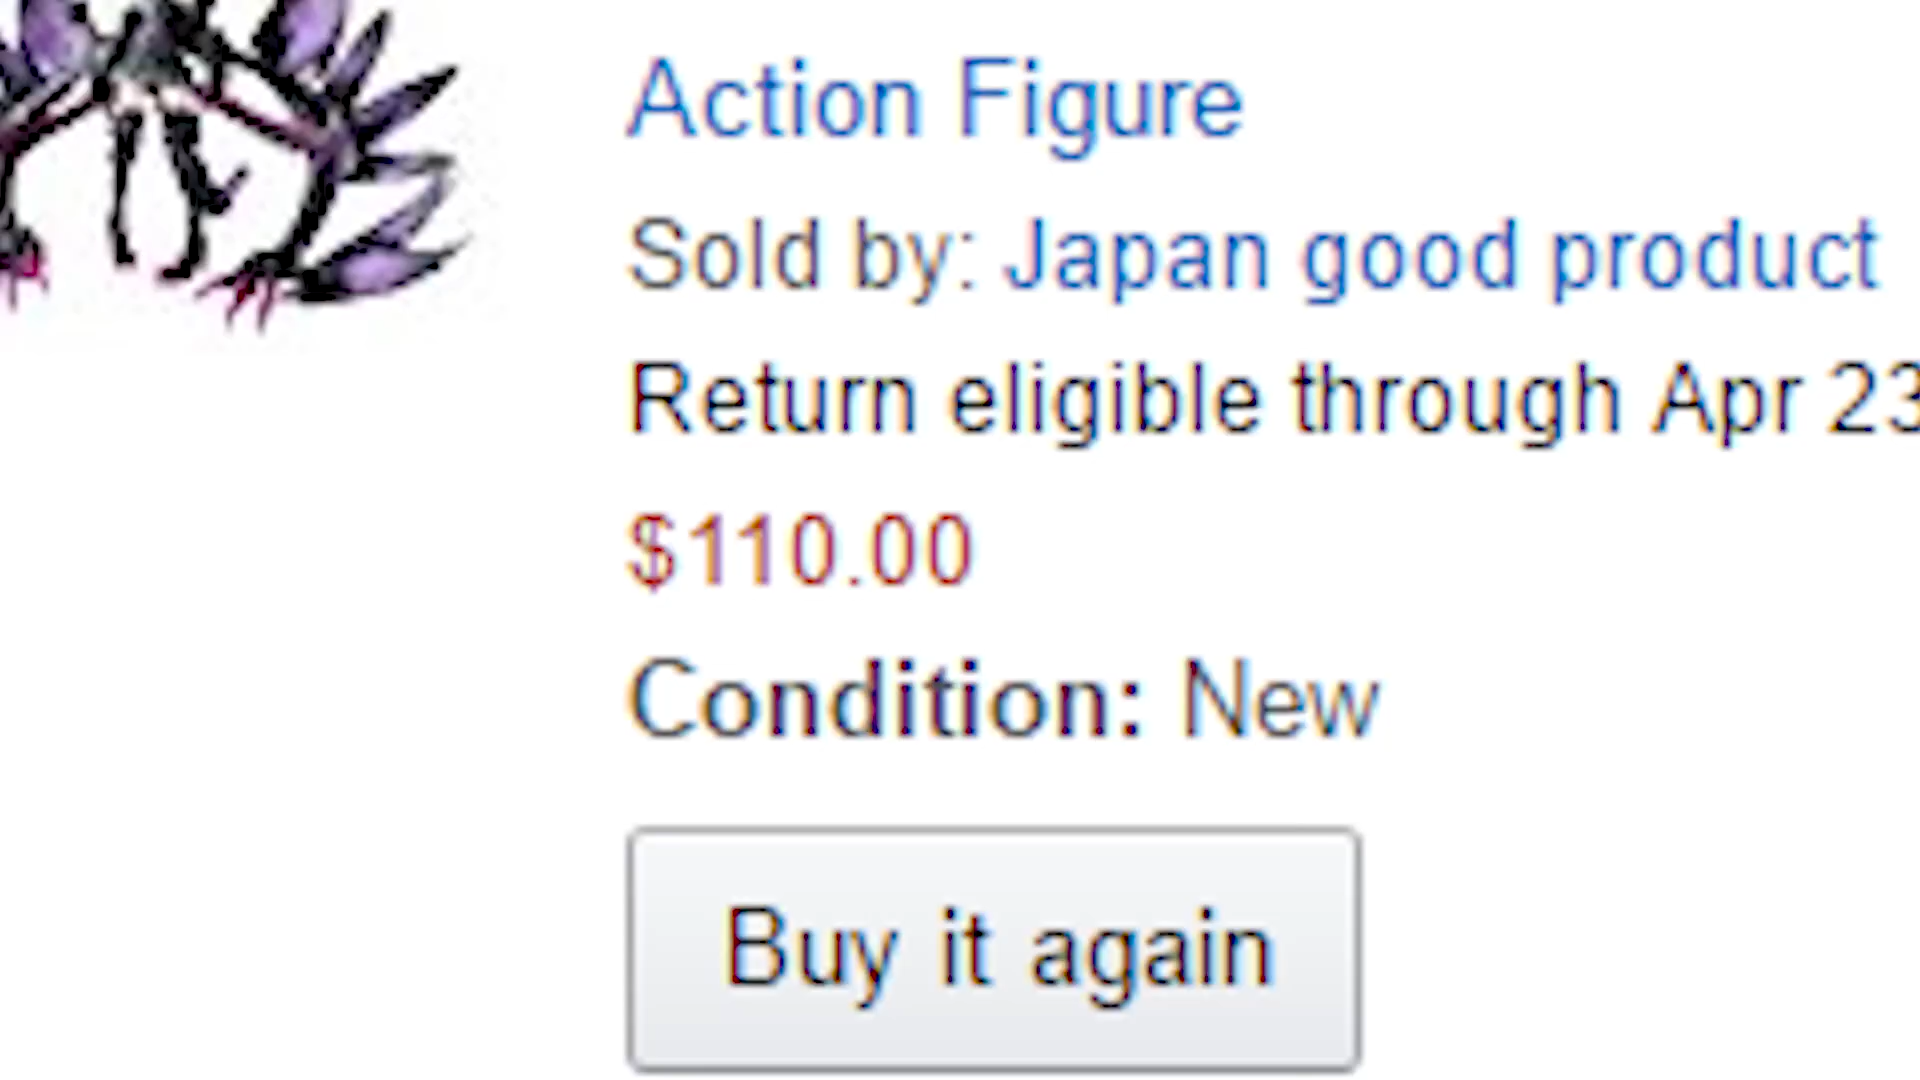 Action Figure
Sold by: Japan good product
Return eligible through Apr 23
$110.00
Condition: New
Buy it again